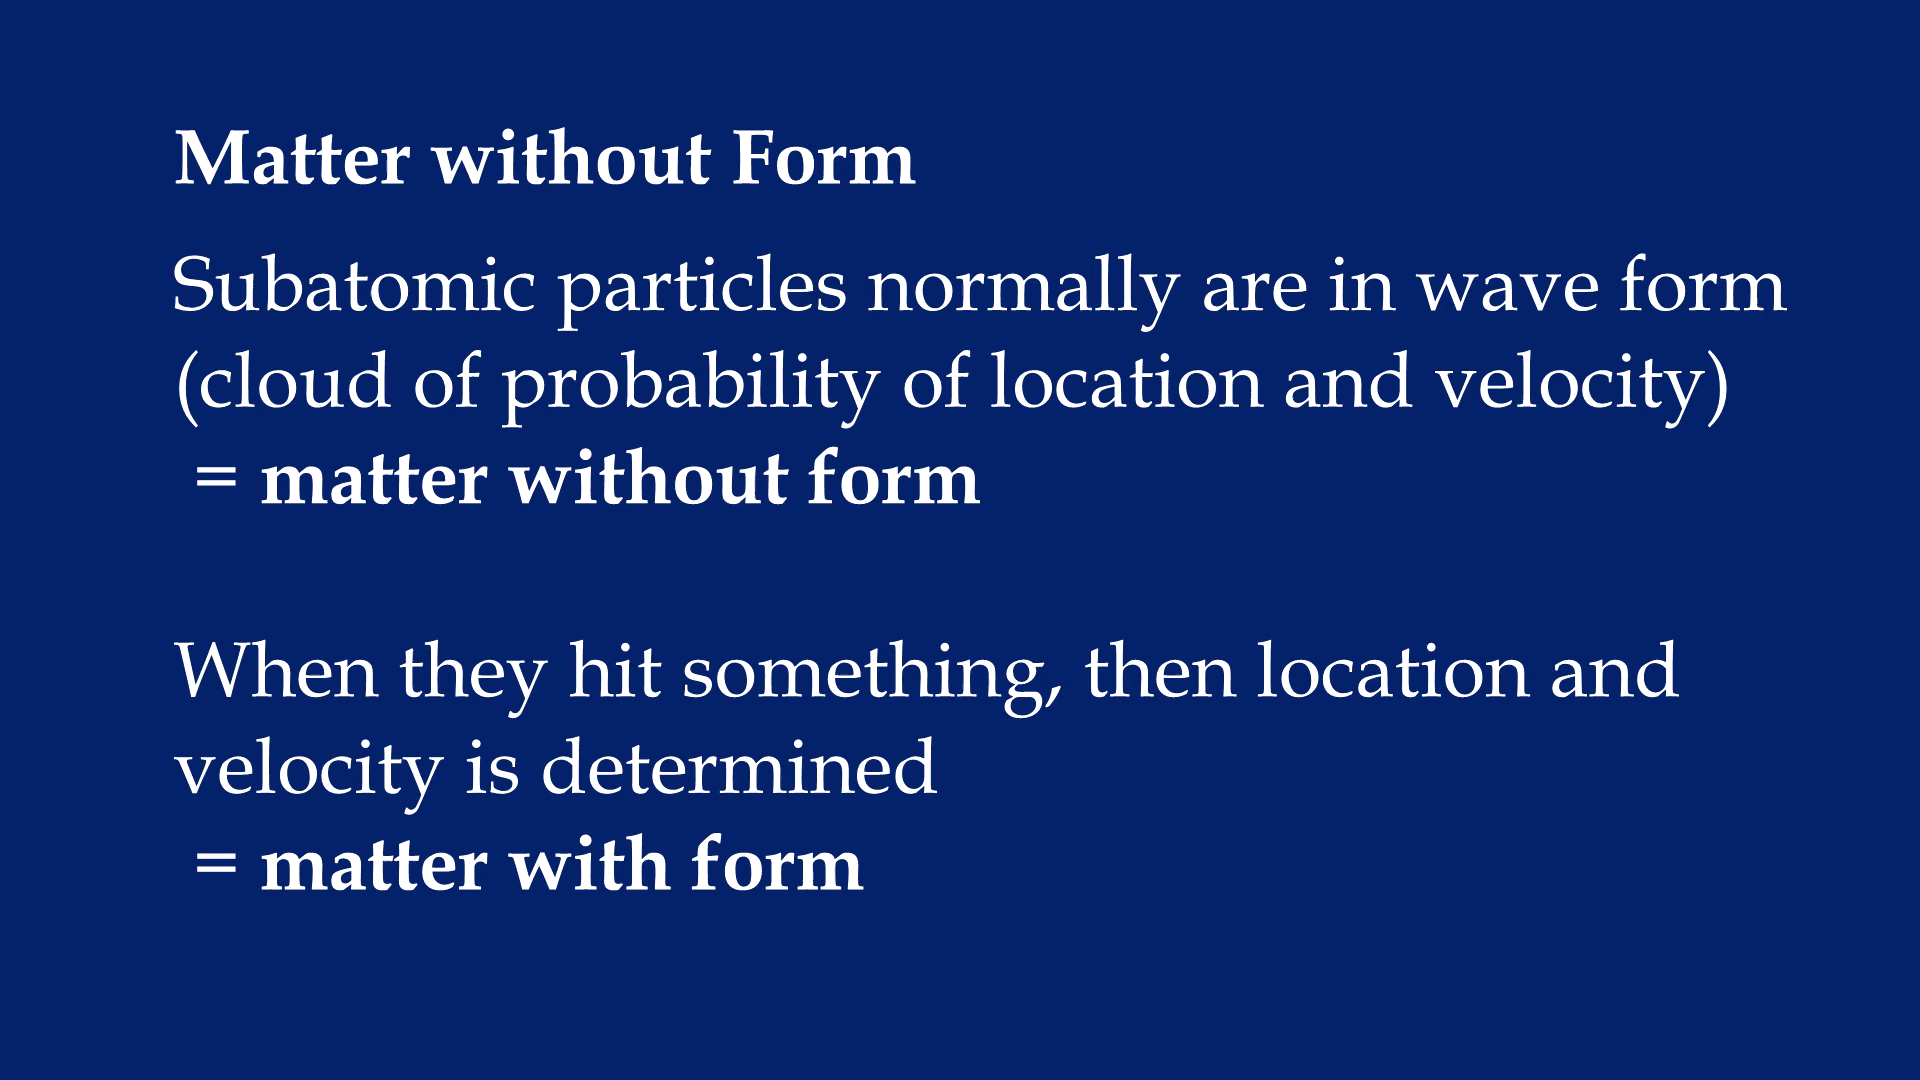 Matter without Form
Subatomic particles normally are in wave form
(cloud of probability of location and velocity)
= matter without form
When they hit something, then location and
velocity is determined
= matter with form